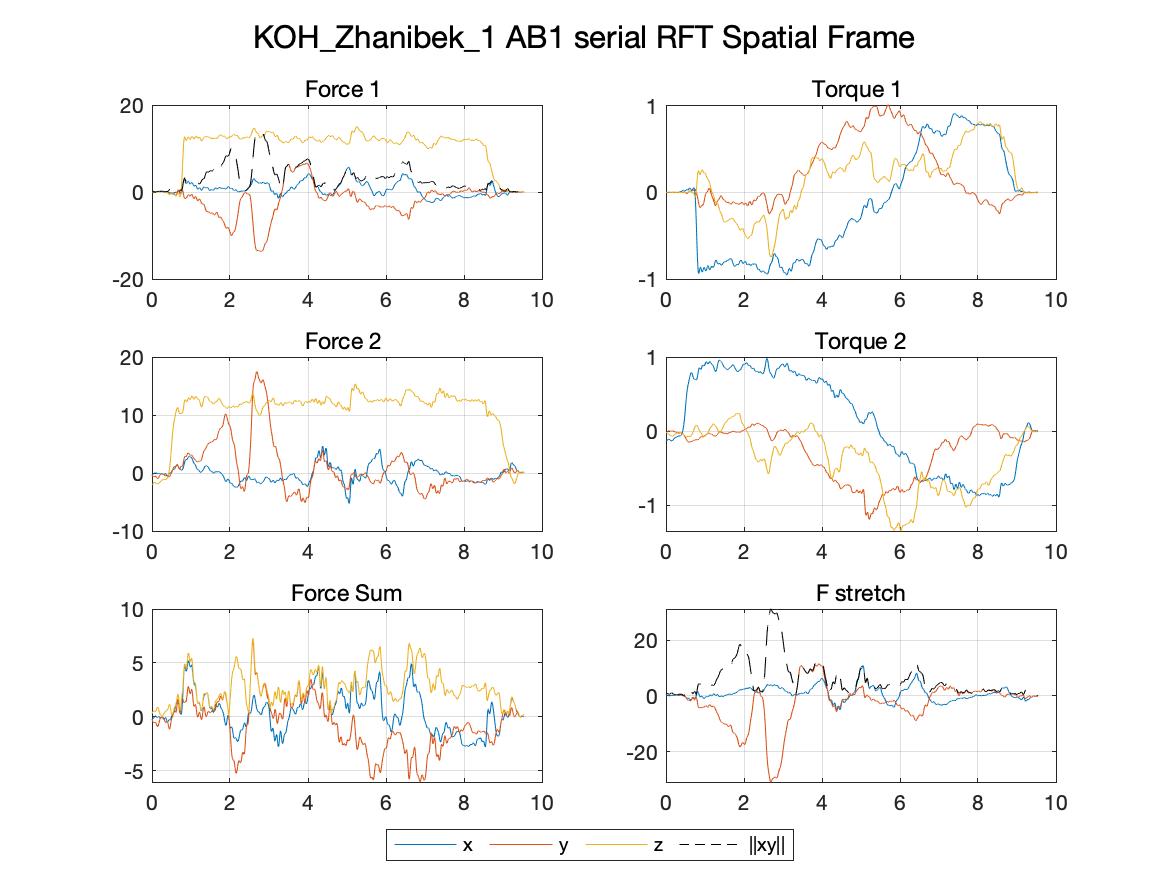 KOH_Zhanibek_1 AB1 serial RFT Spatial Frame
Force 1
20
0
-20
0 2 4 6 8 10
Torque 1
1
0
-1
0 2 4 6 8 10
Force 2
20
10
0
-10
0 2 4 6 8 10
Torque 2
1
0
-1
0 2 4 6 8 10
Force Sum
10
5
0
-5
0 2 4 6 8 10
F stretch
20
0
-20
0 2 4 6 8 10
x y z ||xy||